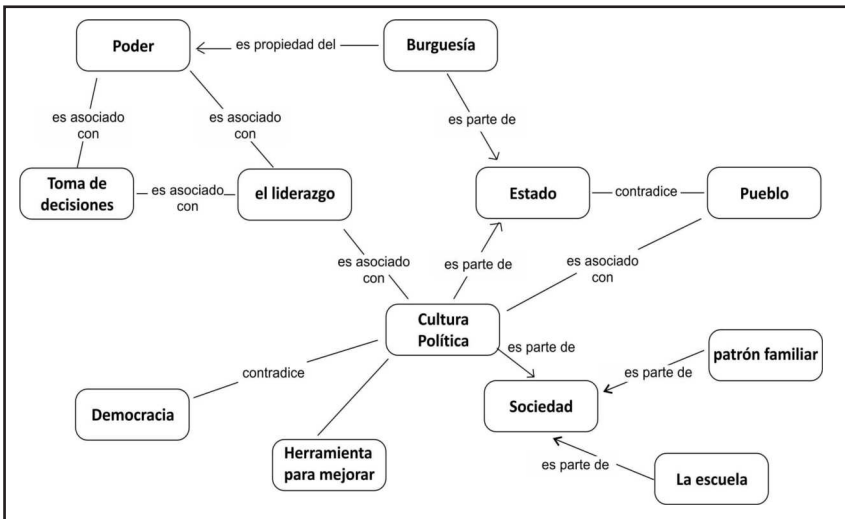 Poder
es propiedad del
Burguesía
es asociado
con
es asociado
con
es parte de
Toma de
decisiones
es asociado
con
el liderazgo
Estado
contradice
Pueblo
es asociado
con
es parte de
es asociado
con
Cultura
Política
es parte de
patrón familiar
contradice
es parte de
Democracia
Sociedad
Herramienta
para mejorar
es parte de
La escuela